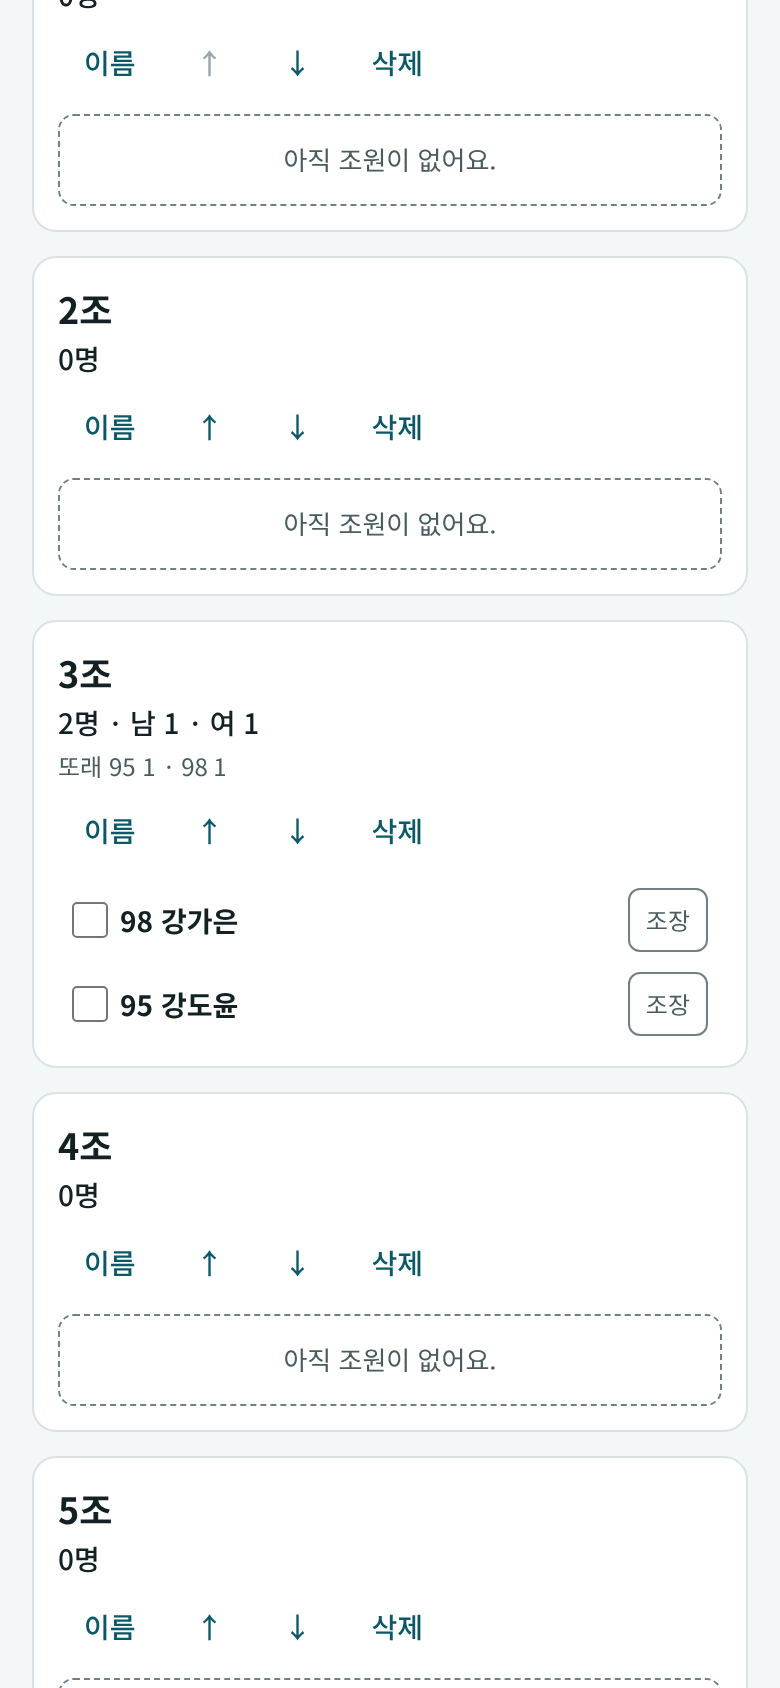 0명
이름 ↑ ↓ 삭제
아직 조원이 없어요.
2조
0명
이름 ↑ ↓ 삭제
아직 조원이 없어요.
3조
2명 · 남 1 · 여 1
또래 95 1 · 98 1
이름 ↑ ↓ 삭제
98 강가은 조장
95 강도윤 조장
4조
0명
이름 ↑ ↓ 삭제
아직 조원이 없어요.
5조
0명
이름 ↑ ↓ 삭제